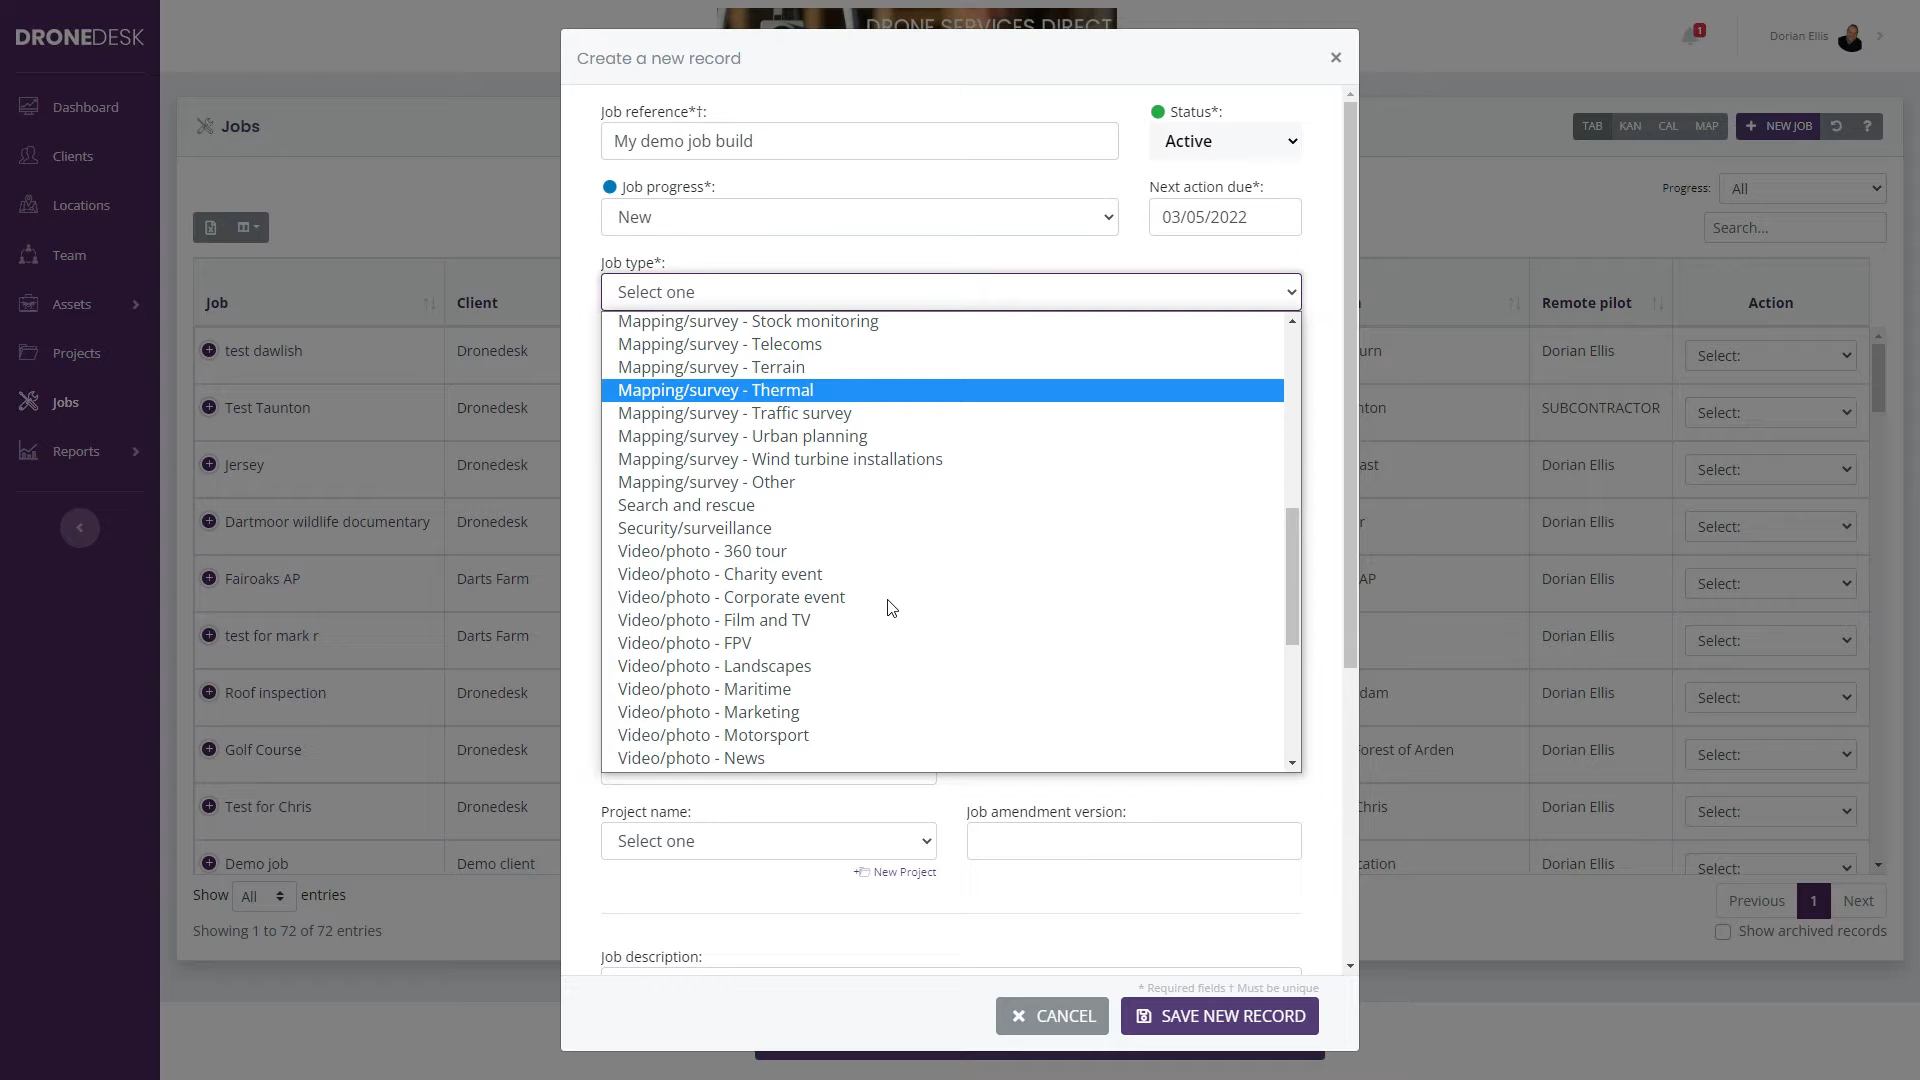 DRONE SERVICES DIRECT
DRONEDESK
Dashboard
Clients
Locations
Team
Assets
Projects
Jobs
Reports
1
Dorian Ellis
Jobs
TAB KAN CAL MAP
NEW JOB
?
Progress:
All
Search...
Job Client
test dawlish Dronedesk
Test Taunton Dronedesk
Jersey Dronedesk
Dartmoor wildlife documentary Dronedesk
Fairoaks AP Darts Farm
test for mark r Darts Farm
Roof inspection Dronedesk
Golf Course Dronedesk
Test for Chris Dronedesk
Demo job Demo client
Show All entries
Showing 1 to 72 of 72 entries
Create a new record
×
Job reference*†:
My demo job build
Status*:
Active
Job progress*:
New
Next action due*:
03/05/2022
Job type*:
Select one
Mapping/survey - Stock monitoring
Mapping/survey - Telecoms
Mapping/survey - Terrain
Mapping/survey - Thermal
Mapping/survey - Traffic survey
Mapping/survey - Urban planning
Mapping/survey - Wind turbine installations
Mapping/survey - Other
Search and rescue
Security/surveillance
Video/photo - 360 tour
Video/photo - Charity event
Video/photo - Corporate event
Video/photo - Film and TV
Video/photo - FPV
Video/photo - Landscapes
Video/photo - Maritime
Video/photo - Marketing
Video/photo - Motorsport
Video/photo - News
Project name:
Select one
New Project
Job amendment version:
Job description:
* Required fields † Must be unique
CANCEL
SAVE NEW RECORD
Remote pilot Action
urn Dorian Ellis Select:
nton SUBCONTRACTOR Select:
ast Dorian Ellis Select:
r Dorian Ellis Select:
AP Dorian Ellis Select:
Dorian Ellis Select:
dam Dorian Ellis Select:
Forest of Arden Dorian Ellis Select:
Chris Dorian Ellis Select:
cation Dorian Ellis Select:
Previous 1 Next
Show archived records